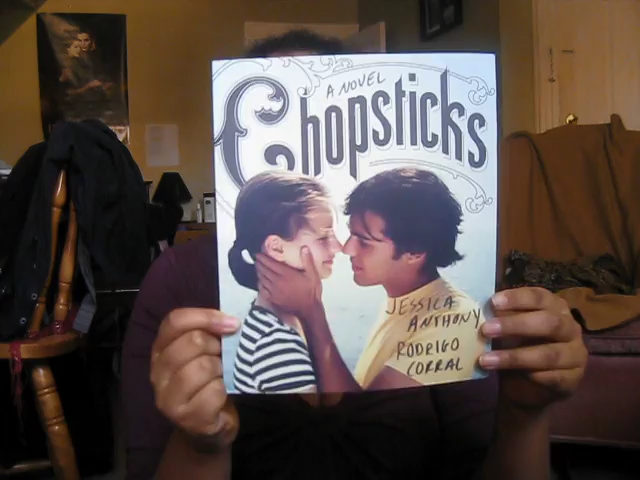 A NOVEL
Chopsticks
JESSICA
ANTHONY
RODRIGO
CORRAL